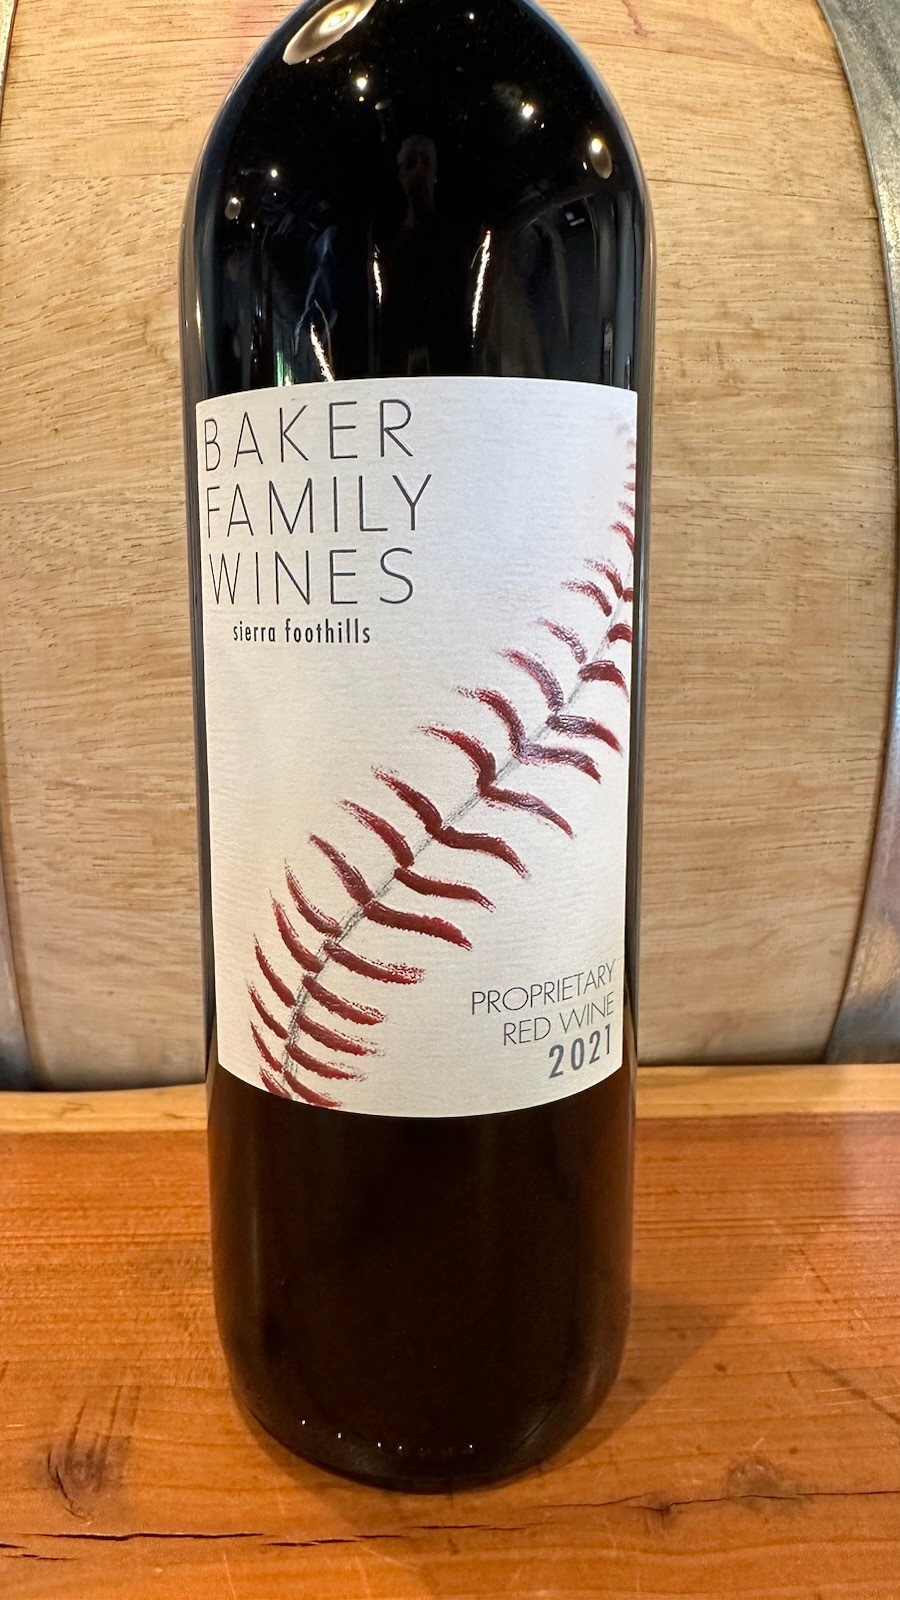 BAKER
FAMILY
WINES
sierra foothills
PROPRIETARY
RED WINE
2021